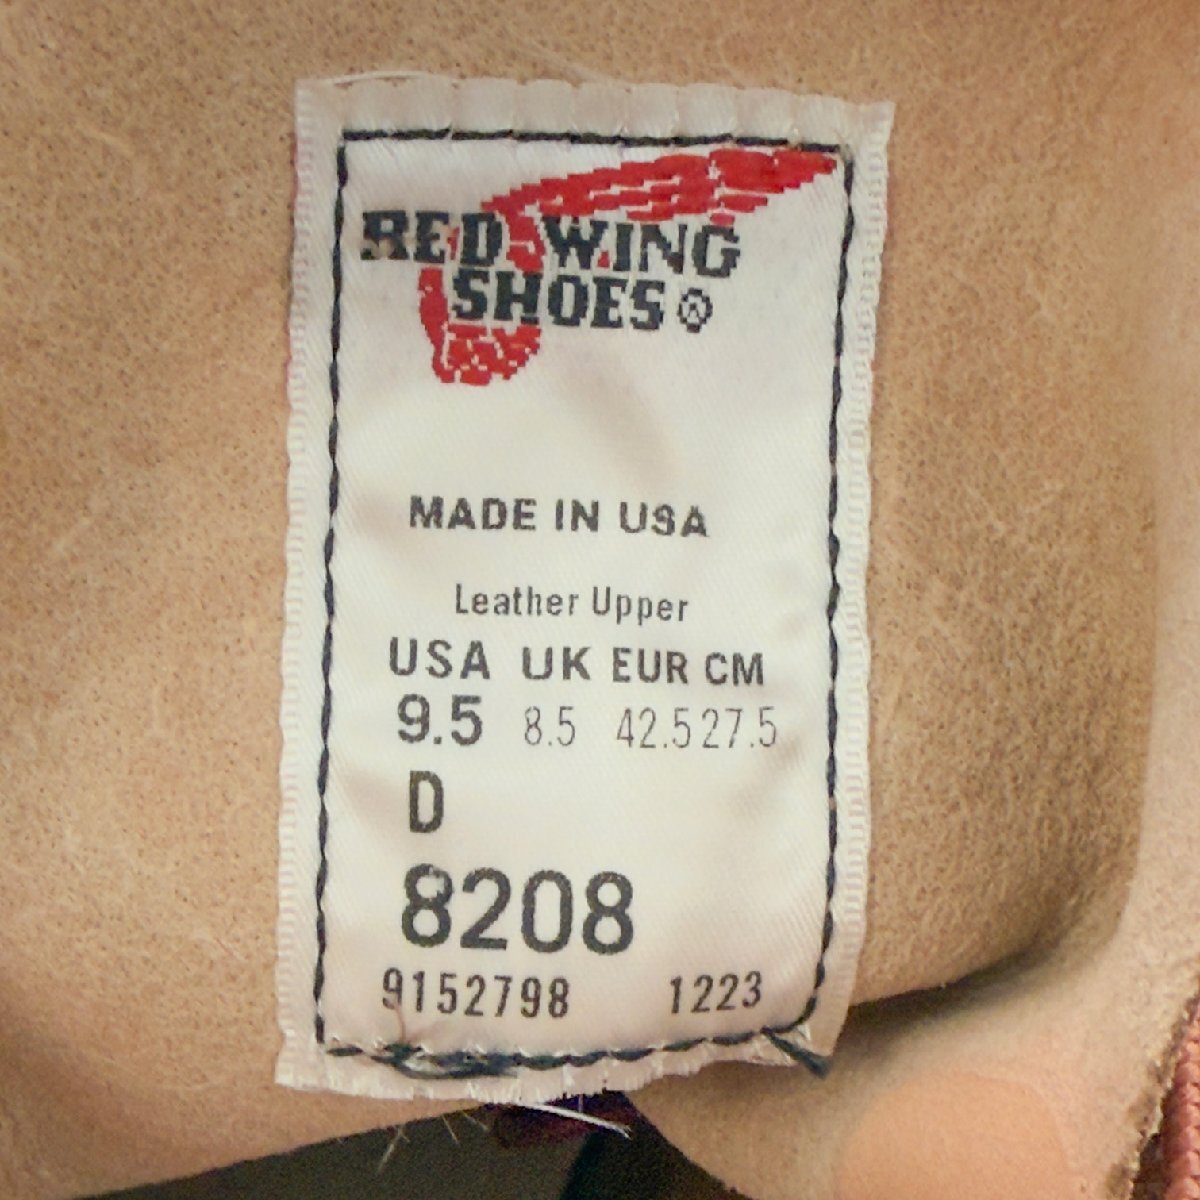 RED WING
SHOES ®
MADE IN USA
Leather Upper
USA UK EUR CM
9.5 8.5 42.5 27.5
D
8208
9152798 1223